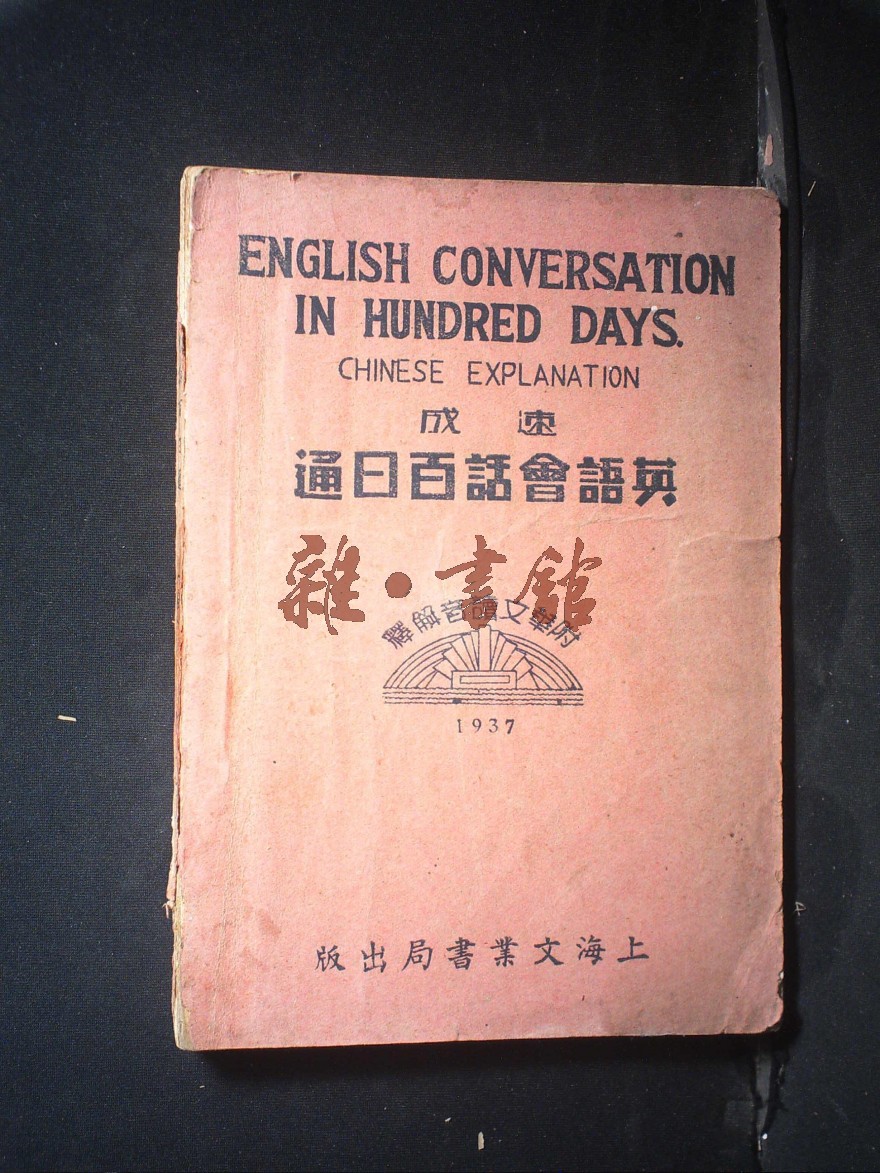 ENGLISH CONVERSATION
IN HUNDRED DAYS.
CHINESE EXPLANATION
速成
英語會話百日通
雜·書館
附華文讀音解釋
1937
上海文業書局出版